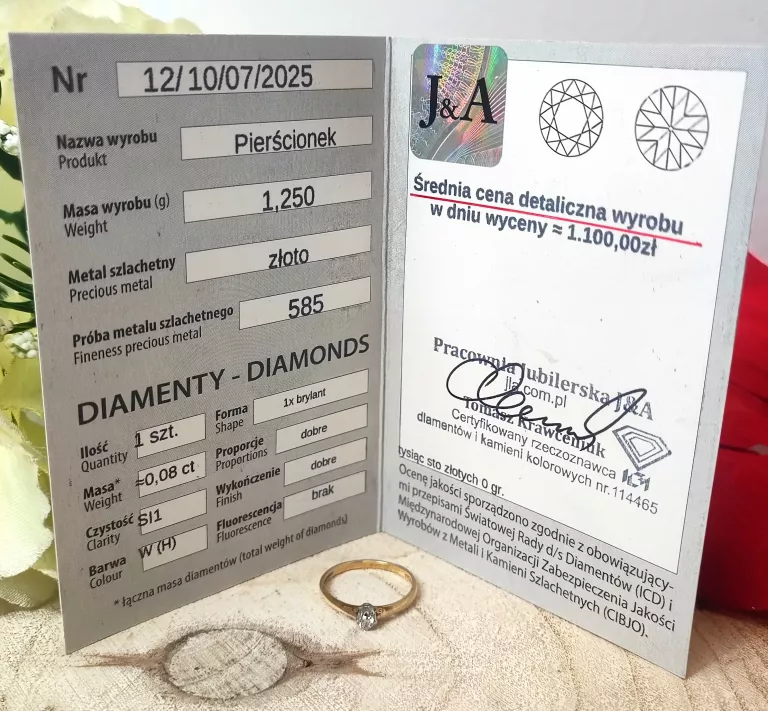 Nr 12/10/07/2025
Nazwa wyrobu Pierścionek
Produkt
Masa wyrobu (g) 1,250
Weight
Metal szlachetny złoto
Precious metal
Próba metalu szlachetnego 585
Fineness precious metal
DIAMENTY - DIAMONDS
Ilość 1 szt.
Quantity
Masa* ≈0,08 ct
Weight
Czystość SI1
Clarity
Barwa W (H)
Colour
Forma 1x brylant
Shape
Proporcje dobre
Proportions
Wykończenie dobre
Finish
Fluorescencja brak
Fluorescence
* łączna masa diamentów (total weight of diamonds)
J&A
Średnia cena detaliczna wyrobu
w dniu wyceny ≈ 1.100,00zł
Pracownia Jubilerska J&A
jja.com.pl
Tomasz Krawczniuk
Certyfikowany rzeczoznawca
diamentów i kamieni kolorowych nr.114465
tysiąc sto złotych 0 gr.
Ocenę jakości sporządzono zgodnie z obowiązujący-
mi przepisami Światowej Rady d/s Diamentów (ICD) i
Międzynarodowej Organizacji Zabezpieczenia Jakości
Wyrobów z Metali i Kamieni Szlachetnych (CIBJO).